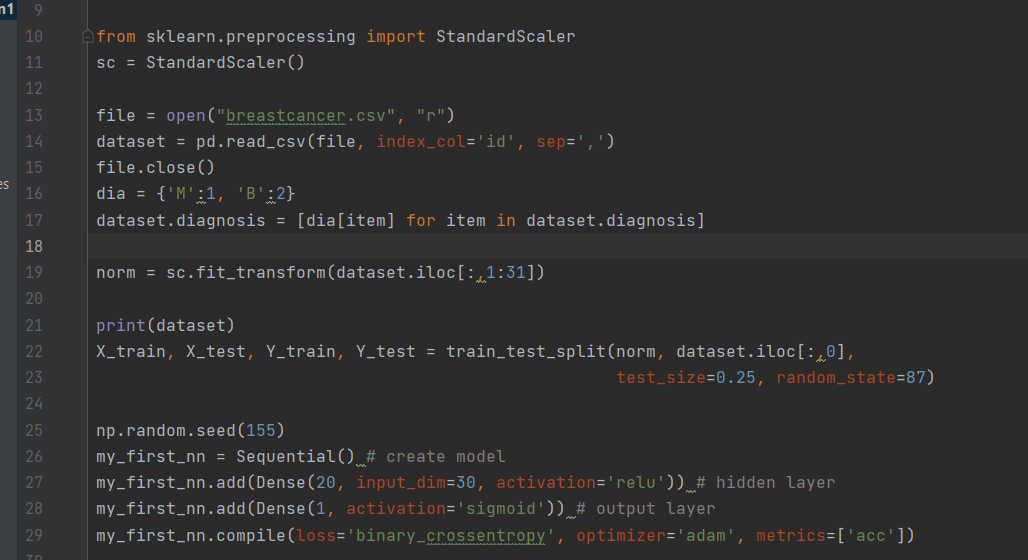 n1
9
10 from sklearn.preprocessing import StandardScaler
11 sc = StandardScaler()
12
13 file = open("breastcancer.csv", "r")
14 dataset = pd.read_csv(file, index_col='id', sep=',')
15 file.close()
es
16 dia = {'M':1, 'B':2}
17 dataset.diagnosis = [dia[item] for item in dataset.diagnosis]
18
19 norm = sc.fit_transform(dataset.iloc[:,1:31])
20
21 print(dataset)
22 X_train, X_test, Y_train, Y_test = train_test_split(norm, dataset.iloc[:,0],
23 test_size=0.25, random_state=87)
24
25 np.random.seed(155)
26 my_first_nn = Sequential() # create model
27 my_first_nn.add(Dense(20, input_dim=30, activation='relu')) # hidden layer
28 my_first_nn.add(Dense(1, activation='sigmoid')) # output layer
29 my_first_nn.compile(loss='binary_crossentropy', optimizer='adam', metrics=['acc'])